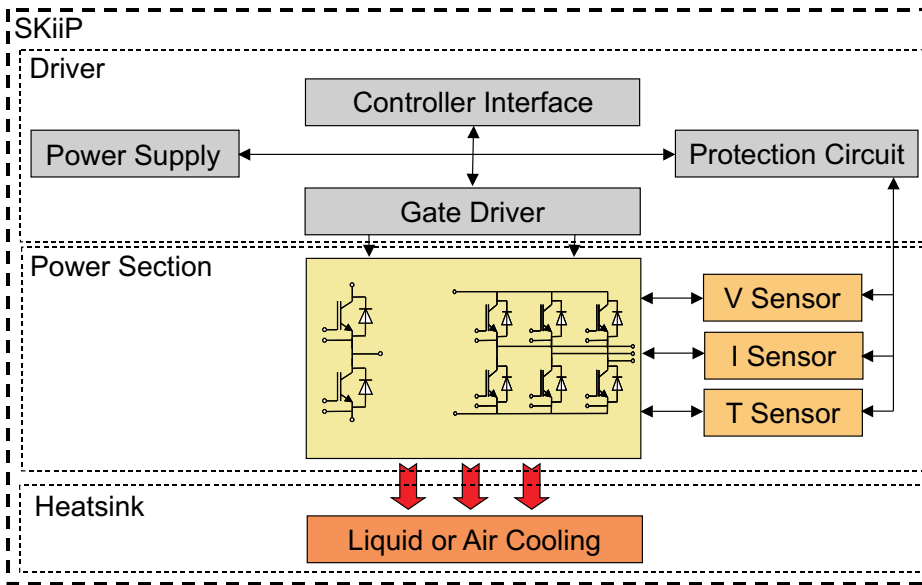 SKiiP
Driver
Controller Interface
Power Supply
Protection Circuit
Gate Driver
Power Section
V Sensor
I Sensor
T Sensor
Heatsink
Liquid or Air Cooling